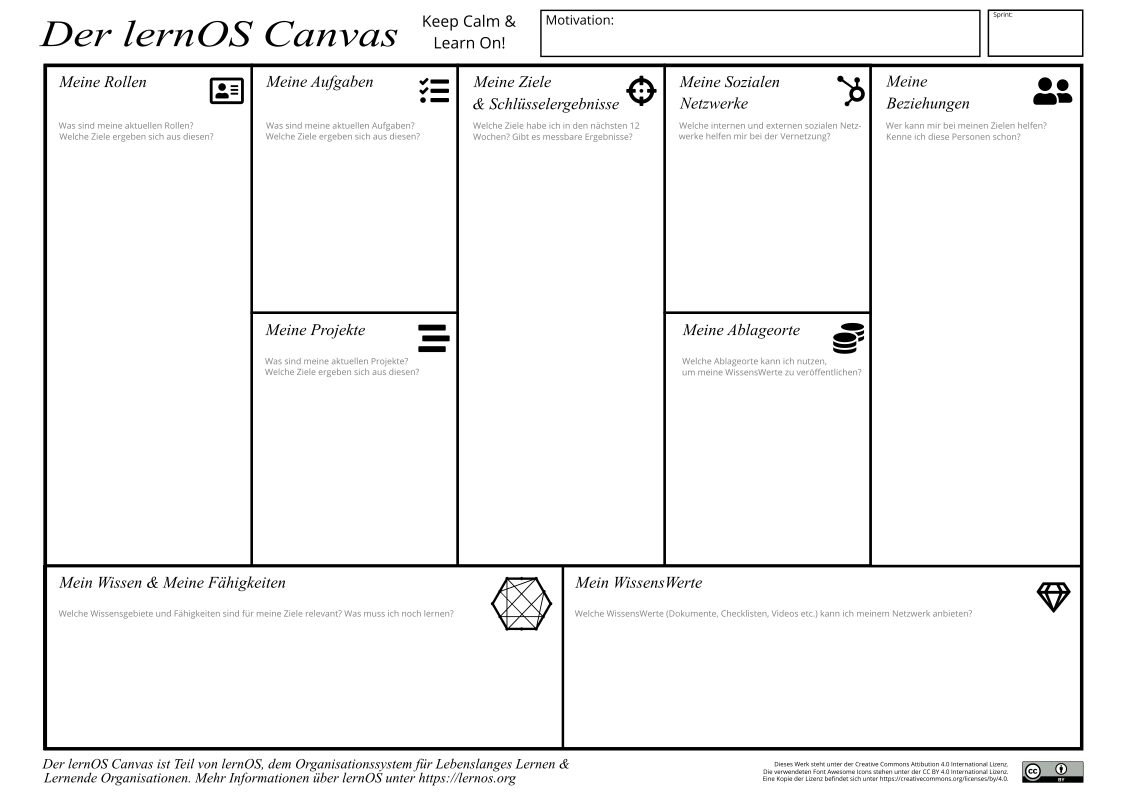 Der lernOS Canvas
Keep Calm &
Learn On!
Motivation:
Sprint:
Meine Rollen
Was sind meine aktuellen Rollen?
Welche Ziele ergeben sich aus diesen?
Meine Aufgaben
Was sind meine aktuellen Aufgaben?
Welche Ziele ergeben sich aus diesen?
Meine Projekte
Was sind meine aktuellen Projekte?
Welche Ziele ergeben sich aus diesen?
Meine Ziele
& Schlüsselergebnisse
Welche Ziele habe ich in den nächsten 12
Wochen? Gibt es messbare Ergebnisse?
Meine Sozialen
Netzwerke
Welche internen und externen sozialen Netz-
werke helfen mir bei der Vernetzung?
Meine Ablageorte
Welche Ablageorte kann ich nutzen,
um meine WissensWerte zu veröffentlichen?
Meine
Beziehungen
Wer kann mir bei meinen Zielen helfen?
Kenne ich diese Personen schon?
Mein Wissen & Meine Fähigkeiten
Welche Wissensgebiete und Fähigkeiten sind für meine Ziele relevant? Was muss ich noch lernen?
Mein WissensWerte
Welche WissensWerte (Dokumente, Checklisten, Videos etc.) kann ich meinem Netzwerk anbieten?
Der lernOS Canvas ist Teil von lernOS, dem Organisationssystem für Lebenslanges Lernen &
Lernende Organisationen. Mehr Informationen über lernOS unter https://lernos.org
Dieses Werk steht unter der Creative Commons Attibution 4.0 International Lizenz.
Die verwendeten Font Awesome Icons stehen unter der CC BY 4.0 International Lizenz.
Eine Kopie der Lizenz befindet sich unter https://creativecommons.org/licenses/by/4.0.
cc
BY